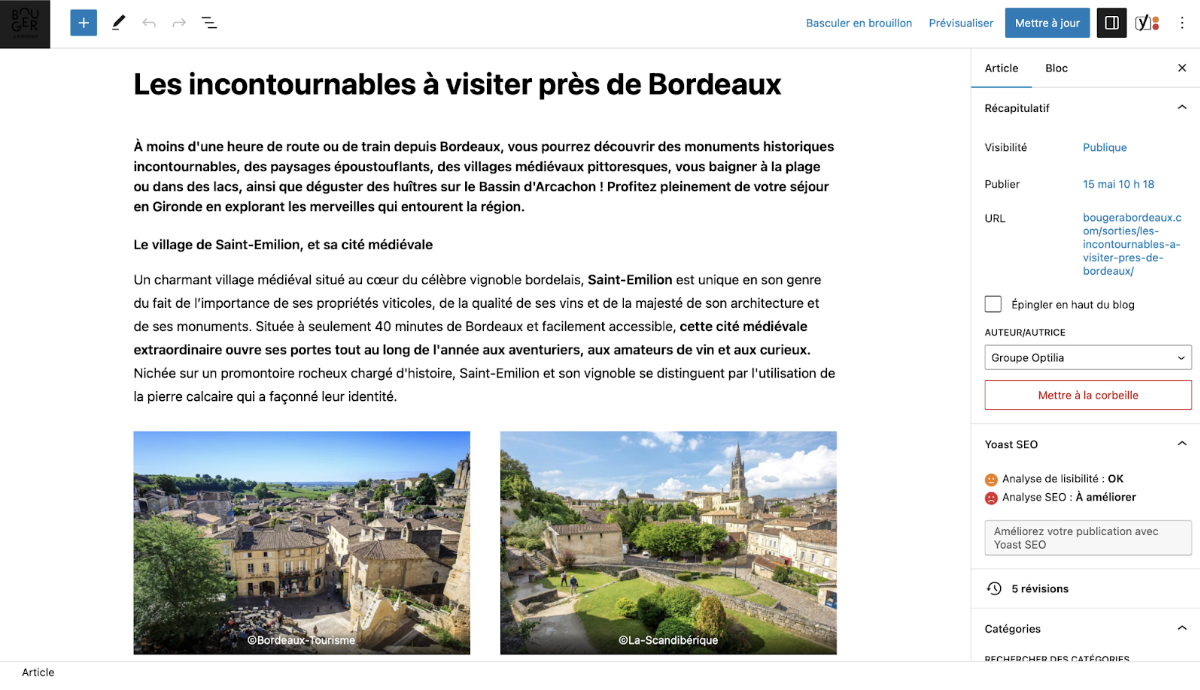 BOU
GER
Basculer en brouillon
Prévisualiser
Mettre à jour
Les incontournables à visiter près de Bordeaux
À moins d'une heure de route ou de train depuis Bordeaux, vous pourrez découvrir des monuments historiques
incontournables, des paysages époustouflants, des villages médiévaux pittoresques, vous baigner à la plage
ou dans des lacs, ainsi que déguster des huîtres sur le Bassin d'Arcachon ! Profitez pleinement de votre séjour
en Gironde en explorant les merveilles qui entourent la région.
Le village de Saint-Emilion, et sa cité médiévale
Un charmant village médiéval situé au cœur du célèbre vignoble bordelais, Saint-Emilion est unique en son genre
du fait de l'importance de ses propriétés viticoles, de la qualité de ses vins et de la majesté de son architecture et
de ses monuments. Située à seulement 40 minutes de Bordeaux et facilement accessible, cette cité médiévale
extraordinaire ouvre ses portes tout au long de l'année aux aventuriers, aux amateurs de vin et aux curieux.
Nichée sur un promontoire rocheux chargé d'histoire, Saint-Emilion et son vignoble se distinguent par l'utilisation de
la pierre calcaire qui a façonné leur identité.
©Bordeaux-Tourisme
©La-Scandibérique
Article
Bloc
Récapitulatif
Visibilité
Publique
Publier
15 mai 10 h 18
URL
bougerabordeaux.c
om/sorties/les-
incontournables-a-
visiter-pres-de-
bordeaux/
Épingler en haut du blog
AUTEUR/AUTRICE
Groupe Optilia
Mettre à la corbeille
Yoast SEO
Analyse de lisibilité : OK
Analyse SEO : À améliorer
Améliorez votre publication avec
Yoast SEO
5 révisions
Catégories
RECHERCHER DES CATÉGORIES
Article